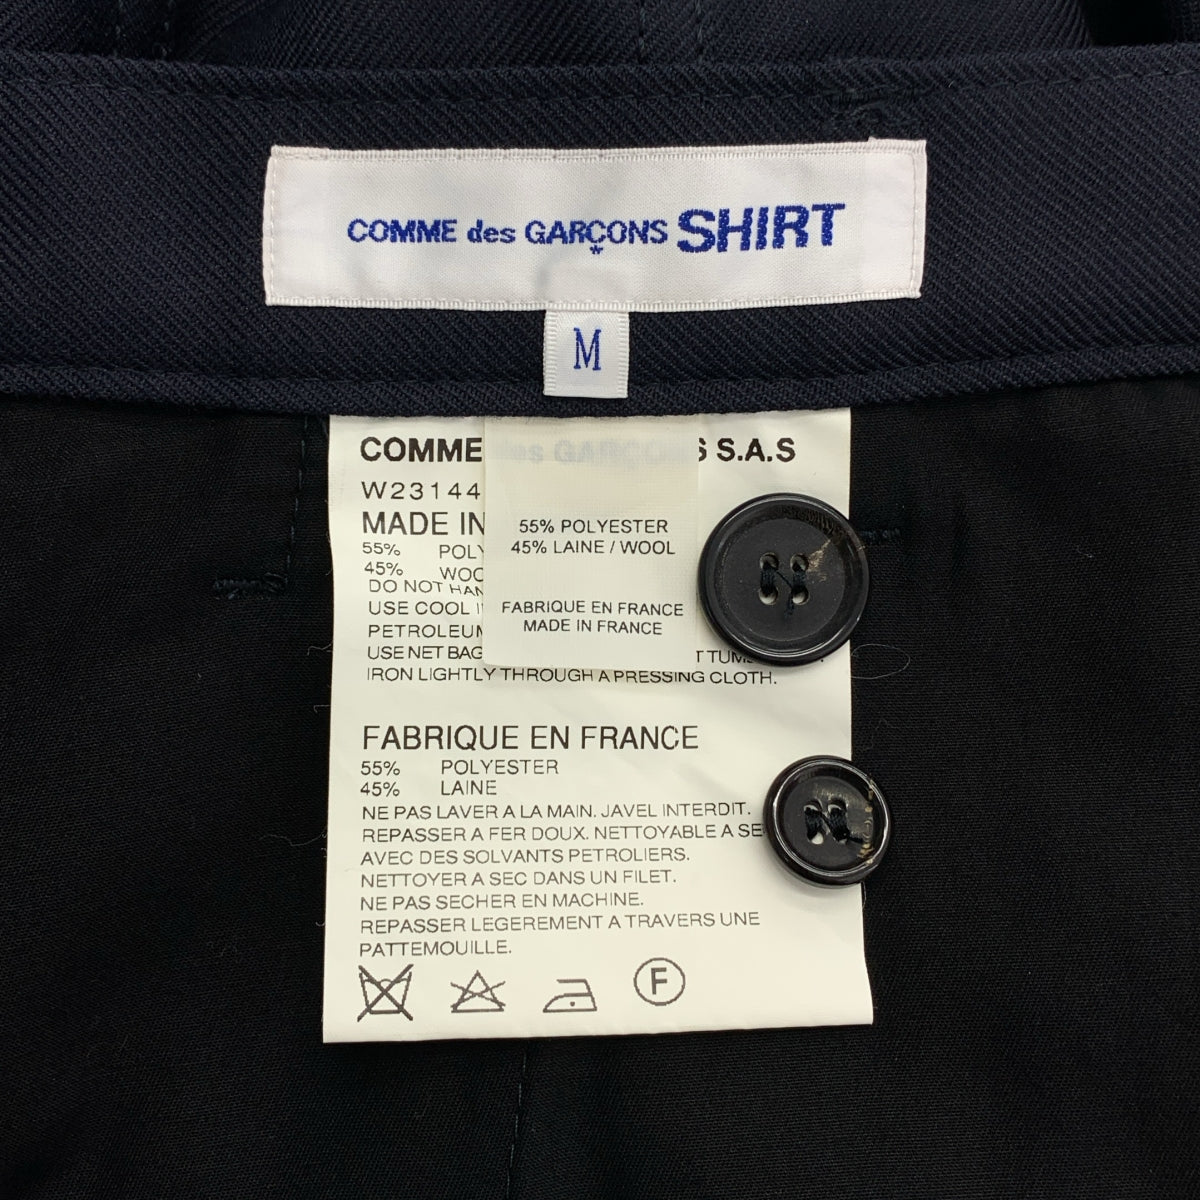 COMME des GARÇONS SHIRT
M
COMME des GARÇONS S.A.S
W23144
MADE IN
55% POLY
45% WOO
DO NOT HAN
USE COOL
PETROLEUM
USE NET BAG T TUM
IRON LIGHTLY THROUGH A PRESSING CLOTH.
55% POLYESTER
45% LAINE / WOOL
FABRIQUE EN FRANCE
MADE IN FRANCE
FABRIQUE EN FRANCE
55% POLYESTER
45% LAINE
NE PAS LAVER A LA MAIN. JAVEL INTERDIT.
REPASSER A FER DOUX. NETTOYABLE A SE
AVEC DES SOLVANTS PETROLIERS.
NETTOYER A SEC DANS UN FILET.
NE PAS SECHER EN MACHINE.
REPASSER LEGEREMENT A TRAVERS UNE
PATTEMOUILLE.
F